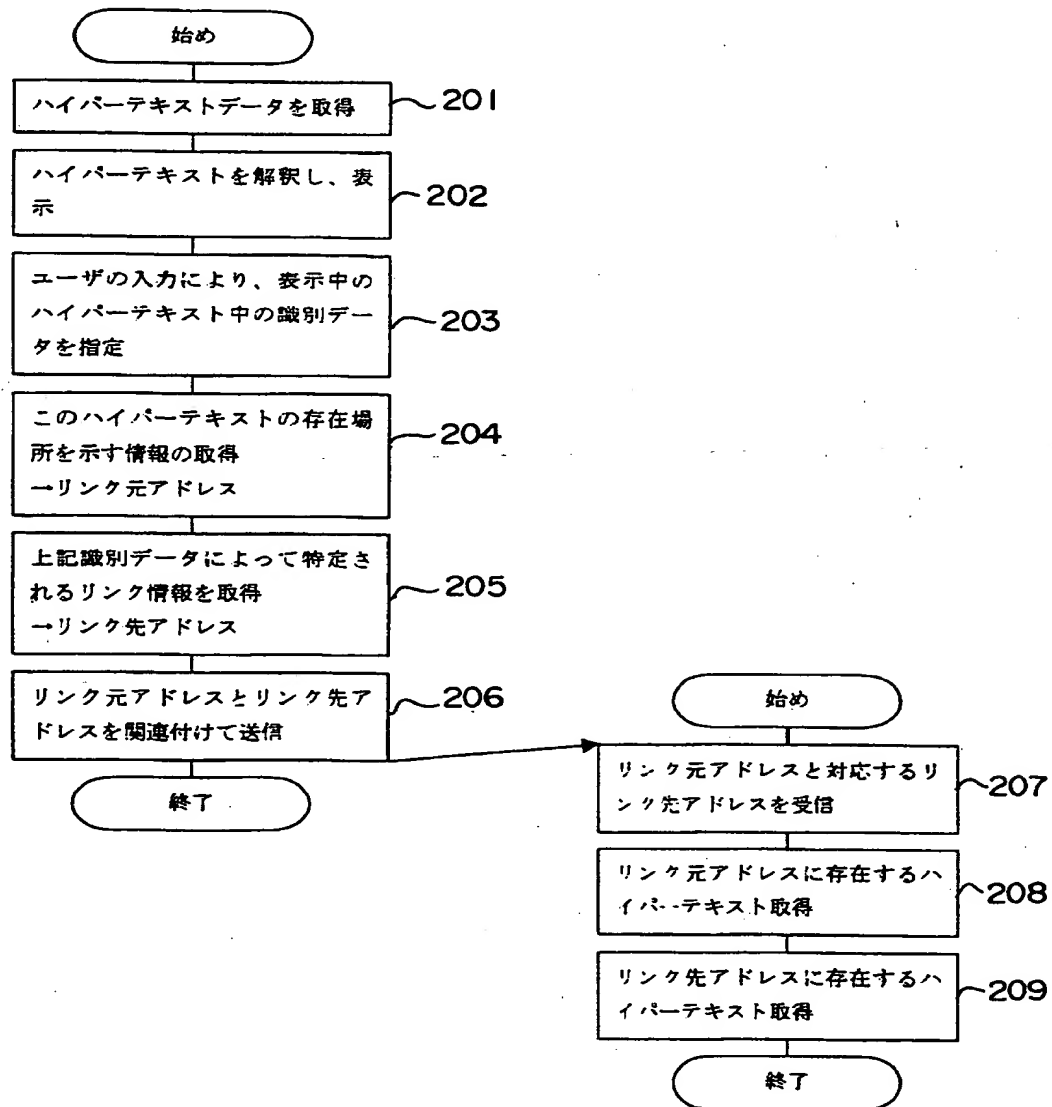 始め
ハイパーテキストデータを取得
201
ハイパーテキストを解釈し、表
示
202
ユーザの入力により、表示中の
ハイパーテキスト中の識別デー
タを指定
203
このハイパーテキストの存在場
所を示す情報の取得
→リンク元アドレス
204
上記識別データによって特定さ
れるリンク情報を取得
→リンク先アドレス
205
リンク元アドレスとリンク先ア
ドレスを関連付けて送信
206
終了
始め
リンク元アドレスと対応するリ
ンク先アドレスを受信
207
リンク元アドレスに存在するハ
イパーテキスト取得
208
リンク先アドレスに存在するハ
イパーテキスト取得
209
終了